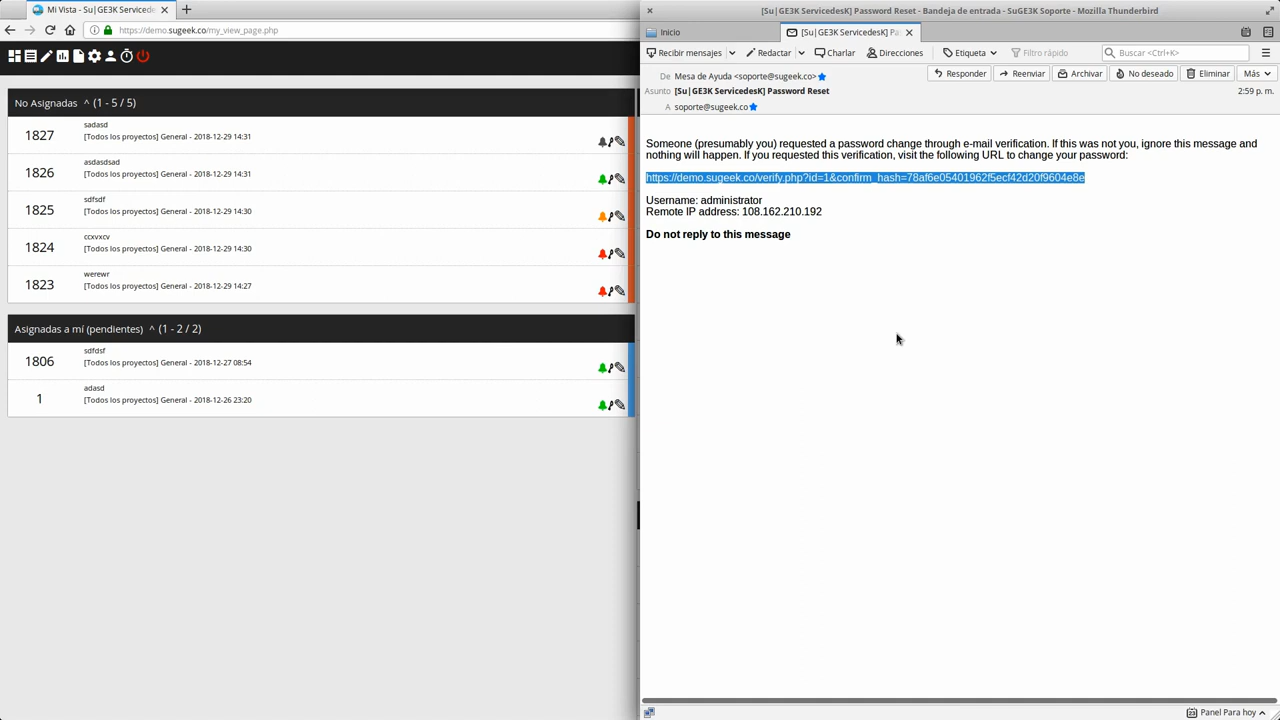 Mi Vista - Su|GE3K Servicedes
https://demo.sugeek.co/my_view_page.php
No Asignadas ^ (1 - 5 / 5)
1827
sadasd
[Todos los proyectos] General - 2018-12-29 14:31
1826
asdasdsad
[Todos los proyectos] General - 2018-12-29 14:31
1825
sdfsdf
[Todos los proyectos] General - 2018-12-29 14:30
1824
ccxvxcv
[Todos los proyectos] General - 2018-12-29 14:30
1823
werewr
[Todos los proyectos] General - 2018-12-29 14:27
Asignadas a mí (pendientes) ^ (1 - 2 / 2)
1806
sdfdsf
[Todos los proyectos] General - 2018-12-27 08:54
1
adasd
[Todos los proyectos] General - 2018-12-26 23:20
[Su|GE3K ServicedesK] Password Reset - Bandeja de entrada - SuGE3K Soporte - Mozilla Thunderbird
Inicio
[Su|GE3K ServicedesK] Pa
Recibir mensajes Redactar Charlar Direcciones Etiqueta Filtro rápido Buscar <Ctrl+K>
De Mesa de Ayuda <soporte@sugeek.co>
Responder Reenviar Archivar No deseado Eliminar Más
Asunto [Su|GE3K ServicedesK] Password Reset 2:59 p. m.
A soporte@sugeek.co
Someone (presumably you) requested a password change through e-mail verification. If this was not you, ignore this message and
nothing will happen. If you requested this verification, visit the following URL to change your password:
https://demo.sugeek.co/verify.php?id=1&confirm_hash=78af6e05401962f5ecf42d20f9604e8e
Username: administrator
Remote IP address: 108.162.210.192
Do not reply to this message
Panel Para hoy